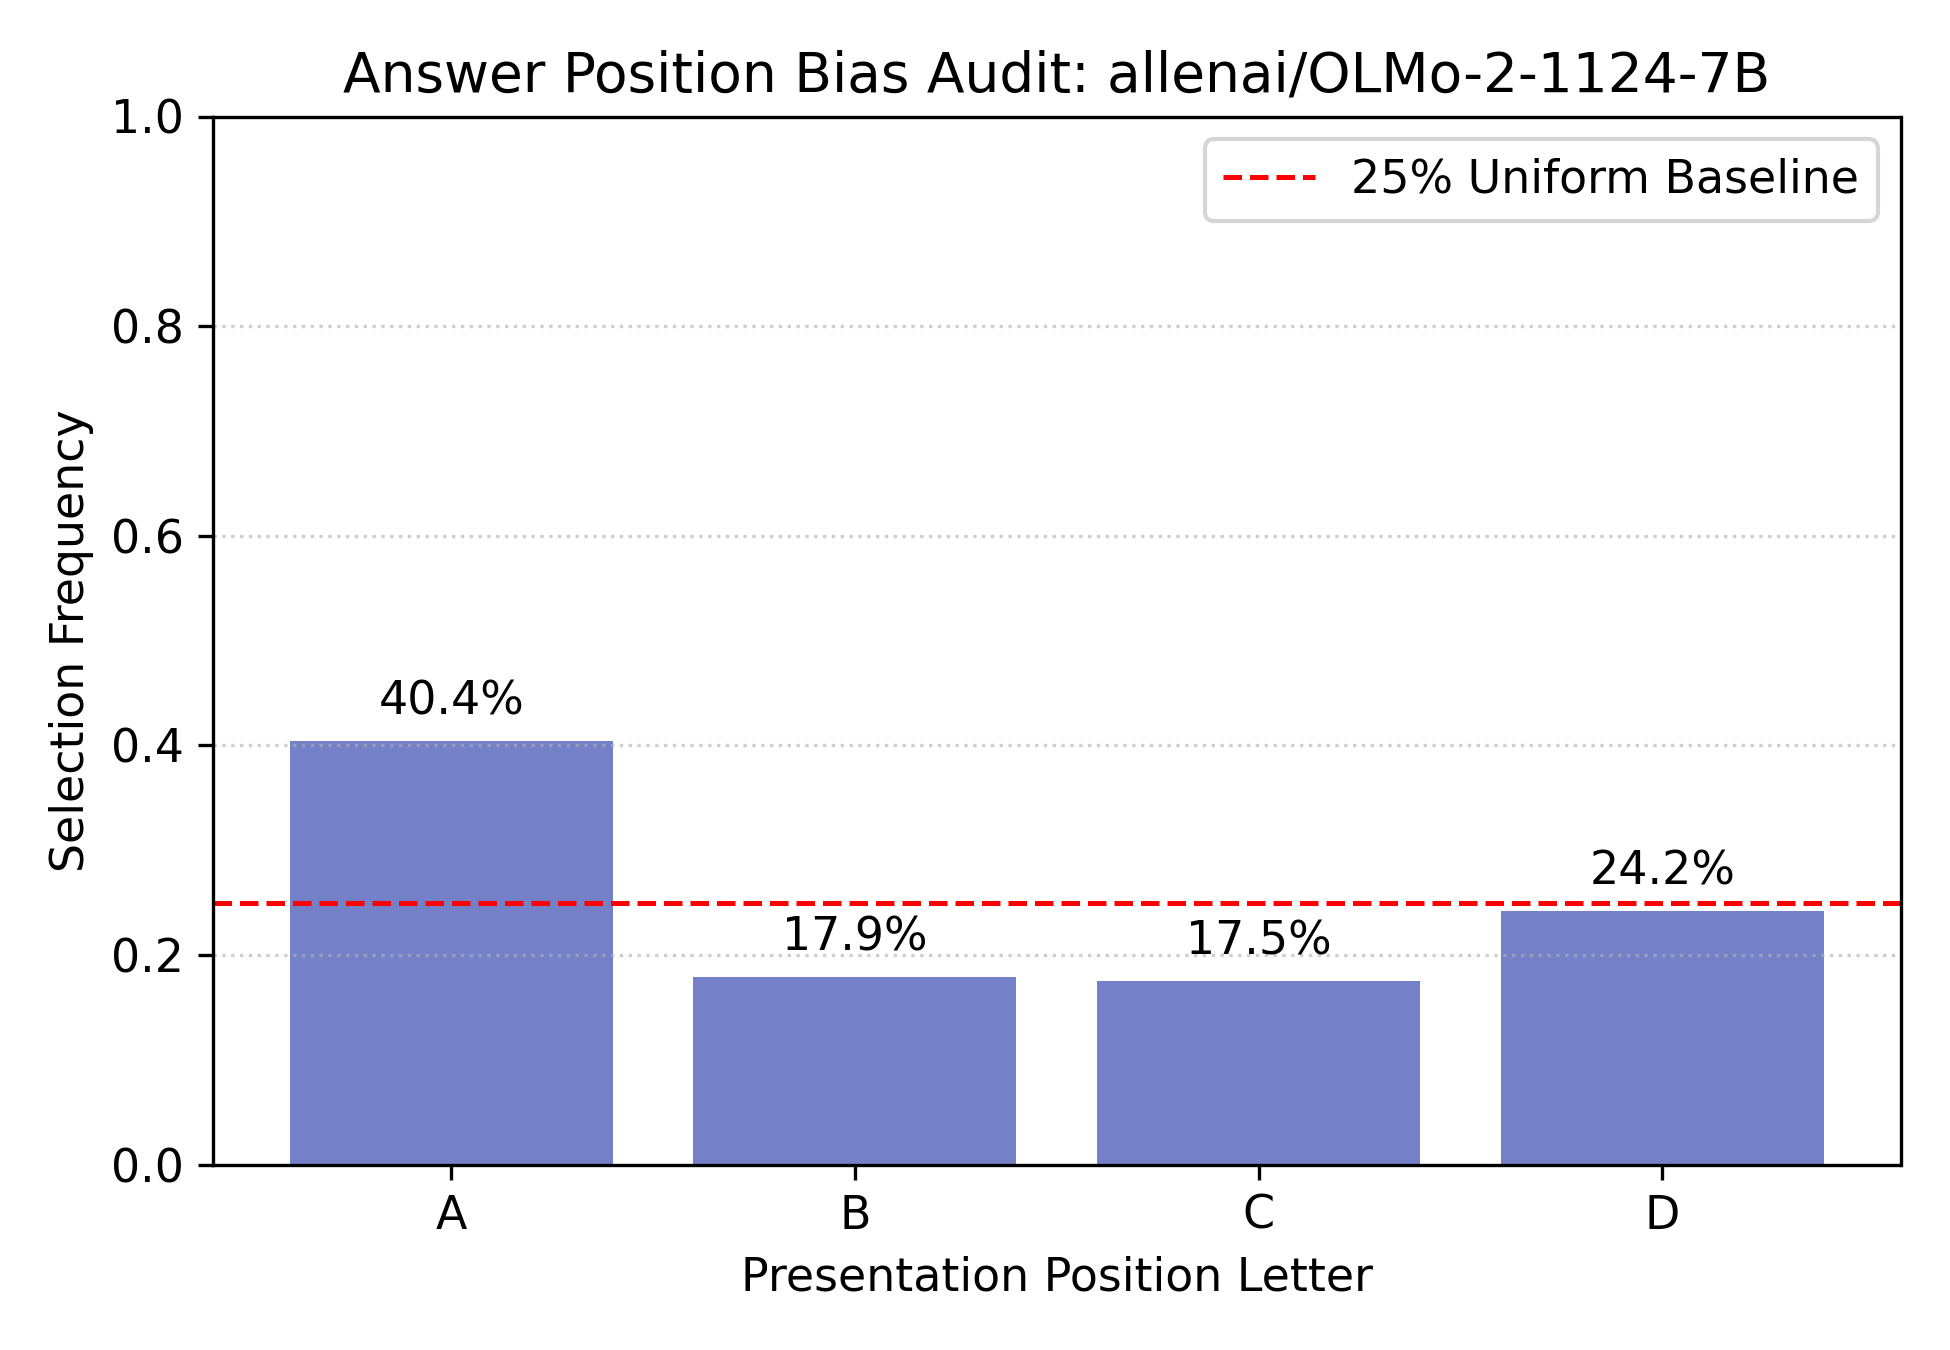 Answer Position Bias Audit: allenai/OLMo-2-1124-7B
25% Uniform Baseline
Selection Frequency
1.0
0.8
0.6
0.4
0.2
0.0
40.4%
17.9%
17.5%
24.2%
A B C D
Presentation Position Letter